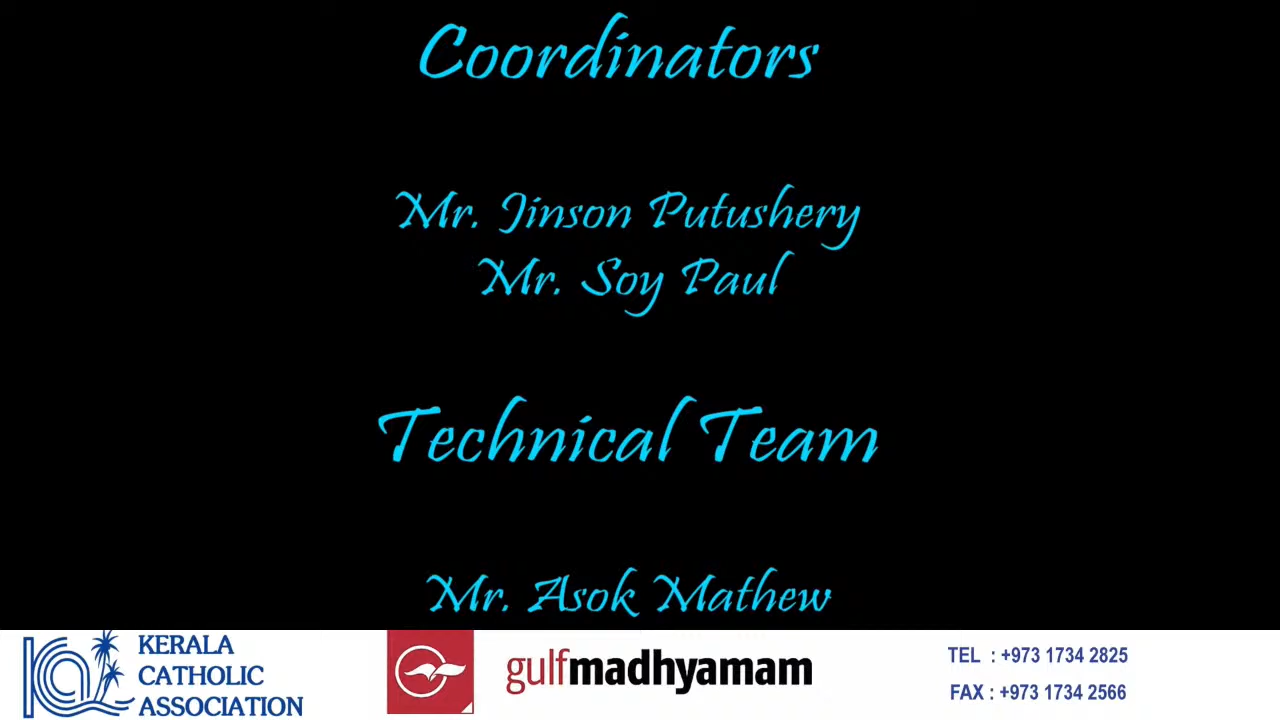 Coordinators
Mr. Jinson Putushery
Mr. Soy Paul
Technical Team
Mr. Asok Mathew
KERALA
CATHOLIC
ASSOCIATION
gulfmadhyamam
TEL : +973 1734 2825
FAX : +973 1734 2566